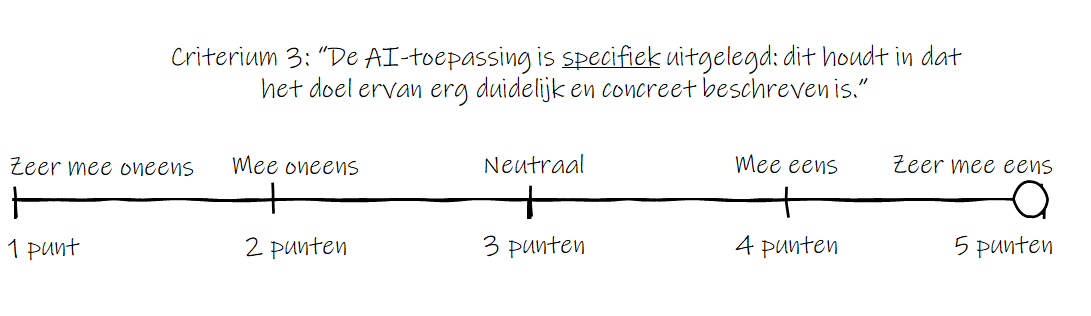 Criterium 3: “De AI-toepassing is specifiek uitgelegd: dit houdt in dat
het doel ervan erg duidelijk en concreet beschreven is.”
Zeer mee oneens Mee oneens Neutraal Mee eens Zeer mee eens
1 punt 2 punten 3 punten 4 punten 5 punten